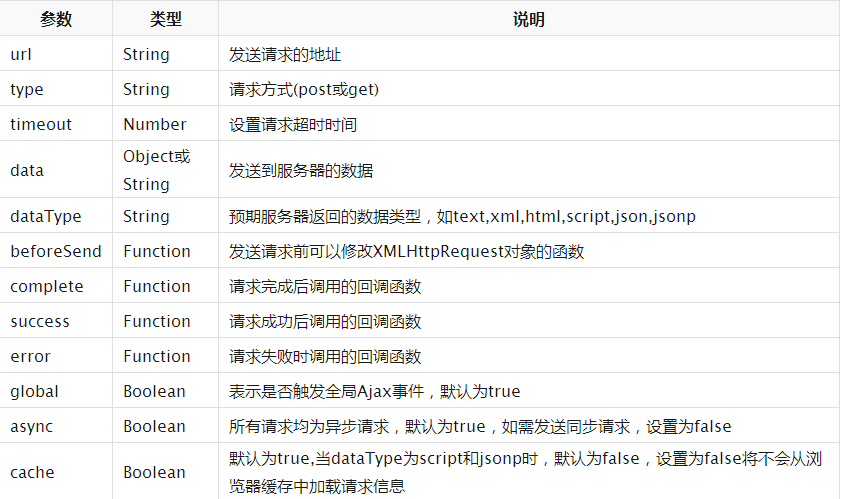 参数 类型 说明
url String 发送请求的地址
type String 请求方式(post或get)
timeout Number 设置请求超时时间
data Object或String 发送到服务器的数据
dataType String 预期服务器返回的数据类型，如text,xml,html,script,json,jsonp
beforeSend Function 发送请求前可以修改XMLHttpRequest对象的函数
complete Function 请求完成后调用的回调函数
success Function 请求成功后调用的回调函数
error Function 请求失败时调用的回调函数
global Boolean 表示是否触发全局Ajax事件，默认为true
async Boolean 所有请求均为异步请求，默认为true，如需发送同步请求，设置为false
cache Boolean 默认为true,当dataType为script和jsonp时，默认为false，设置为false将不会从浏
览器缓存中加载请求信息